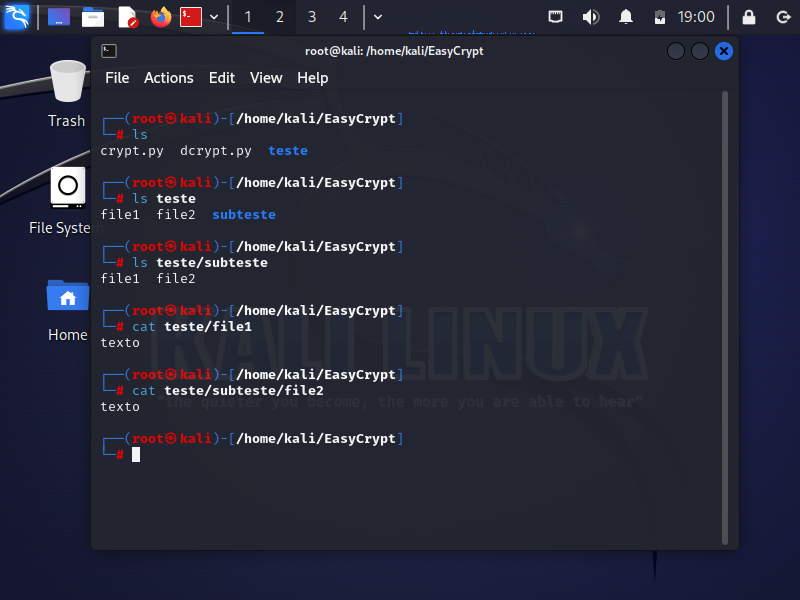 1 2 3 4 19:00
root@kali: /home/kali/EasyCrypt
File Actions Edit View Help
Trash
File Syste
Home
┌──(root㉿kali)-[/home/kali/EasyCrypt]
└─# ls
crypt.py  dcrypt.py  teste
┌──(root㉿kali)-[/home/kali/EasyCrypt]
└─# ls teste
file1  file2  subteste
┌──(root㉿kali)-[/home/kali/EasyCrypt]
└─# ls teste/subteste
file1  file2
┌──(root㉿kali)-[/home/kali/EasyCrypt]
└─# cat teste/file1
texto
KALI LINUX
┌──(root㉿kali)-[/home/kali/EasyCrypt]
└─# cat teste/subteste/file2
"the quieter you become, the more you are able to hear"
texto
┌──(root㉿kali)-[/home/kali/EasyCrypt]
└─#